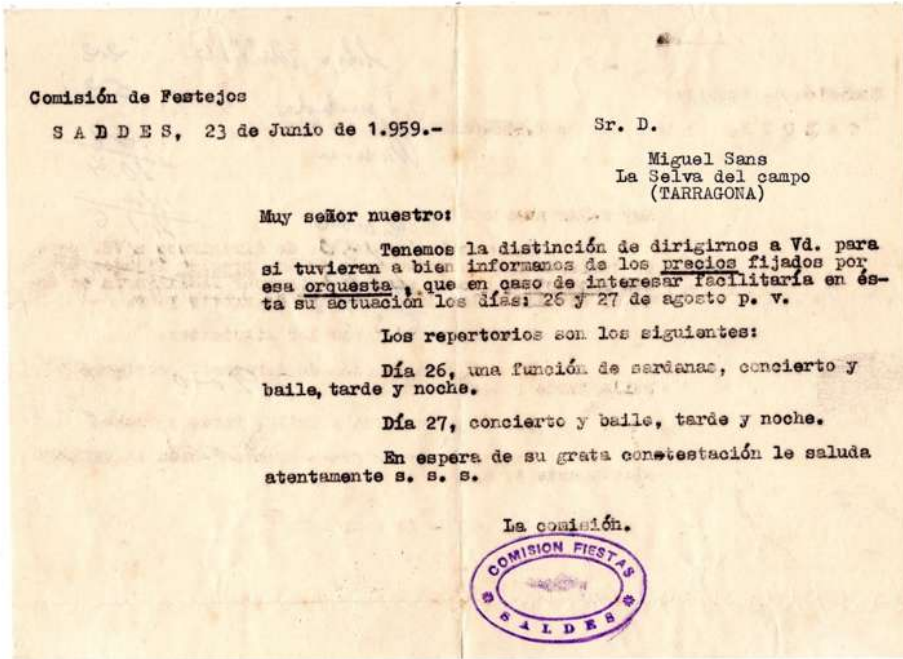 Comisión de Festejos
S A D D E S, 23 de Junio de 1.959.-
Sr. D.
Miguel Sans
La Selva del campo
(TARRAGONA)
Muy señor nuestro:
Tenemos la distinción de dirigirnos a Vd. para
si tuvieran a bien informanos de los precios fijados por
esa orquesta , que en caso de interesar facilitaría en és-
ta su actuación los días: 26 y 27 de agosto p. v.
Los repertorios son los siguientes:
Día 26, una función de sardanas, concierto y
baile, tarde y noche.
Día 27, concierto y baile, tarde y noche.
En espera de su grata constestación le saluda
atentamente s. s. s.
La comisión.
COMISION FIESTAS
SALDES